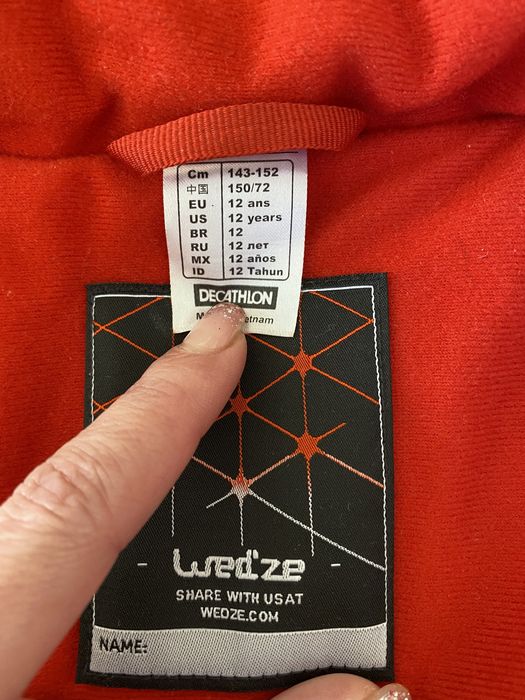 Cm 143-152
中国 150/72
EU 12 ans
US 12 years
BR 12
RU 12 лет
MX 12 años
ID 12 Tahun
DECATHLON
wed'ze
SHARE WITH US AT
WEDZE.COM
NAME: